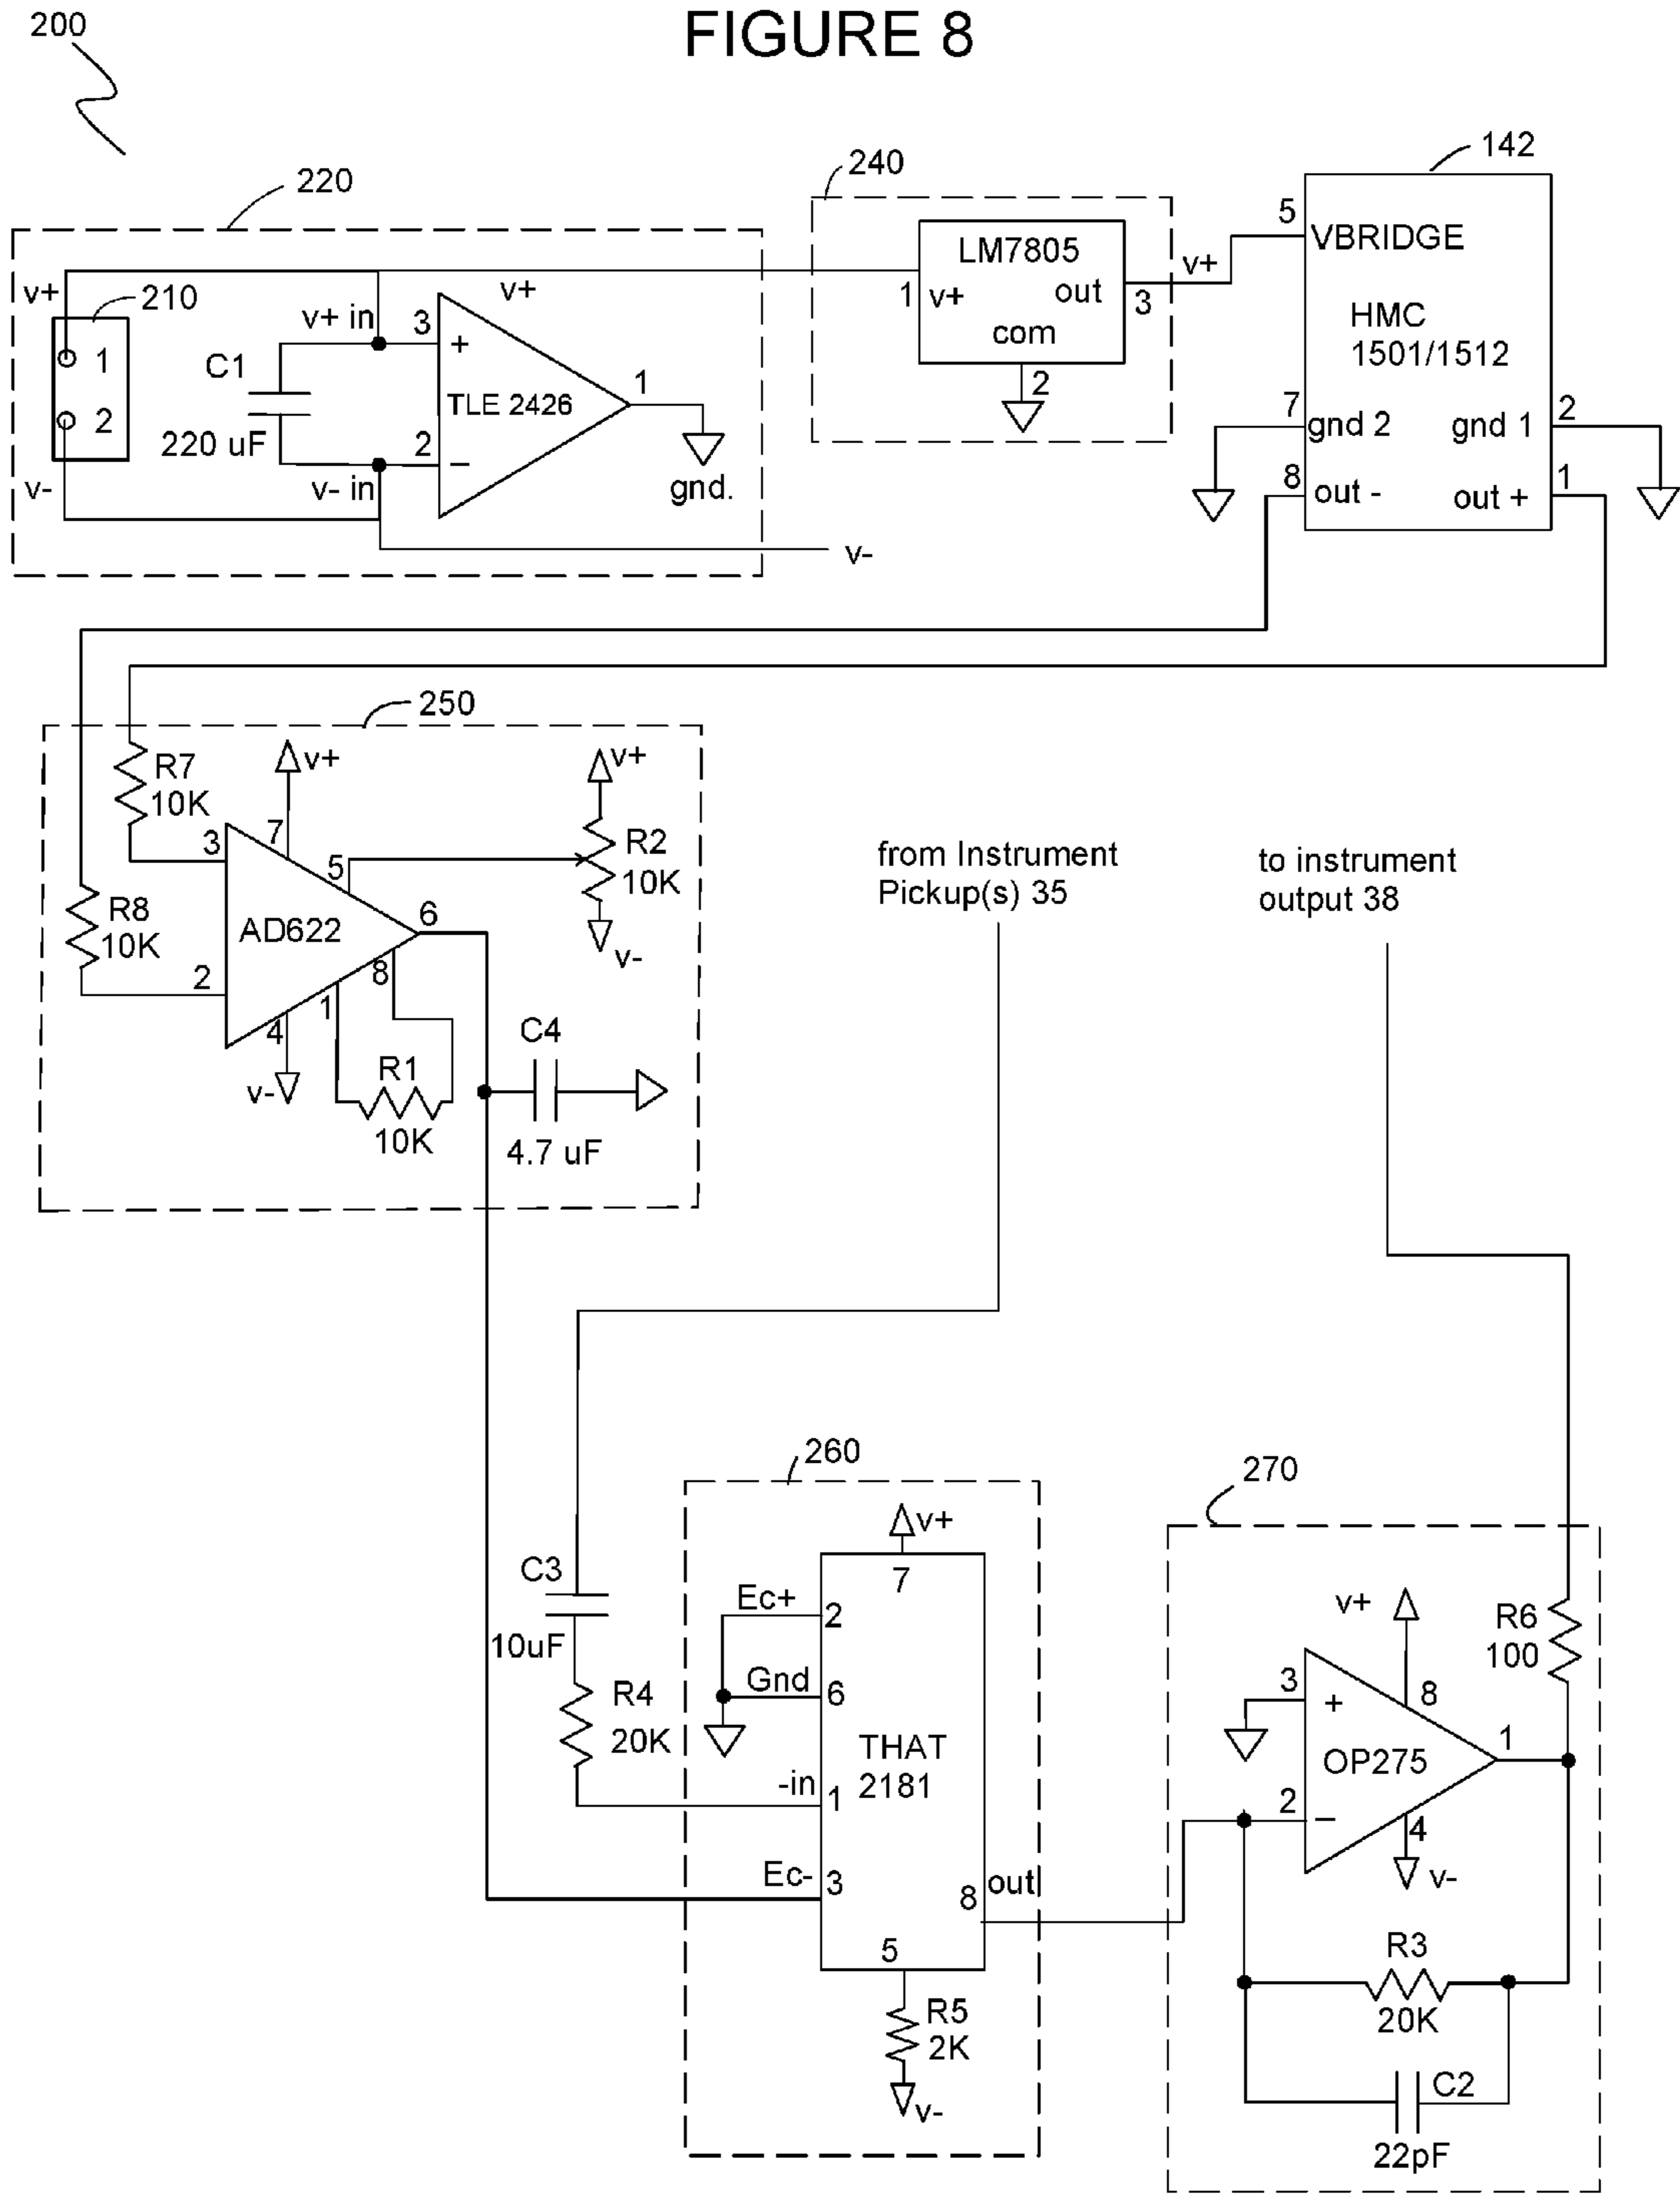 FIGURE 8
200
220
240
142
v+
210
1
2
v-
C1
220 uF
v+ in
3
+
v+
TLE 2426
1
2
−
v- in
gnd.
v-
LM7805
1
v+
out
3
com
2
v+
5
VBRIDGE
HMC
1501/1512
7
gnd 2
gnd 1
2
8
out -
out +
1
250
R7
10K
R8
10K
v+
7
3
5
AD622
6
2
8
1
4
v-
R1
10K
v+
R2
10K
v-
C4
4.7 uF
from Instrument
Pickup(s) 35
to instrument
output 38
260
v+
7
C3
10uF
R4
20K
Ec+
2
Gnd
6
THAT
2181
-in
1
Ec-
3
8
out
5
R5
2K
v-
270
v+
R6
100
3
+
8
OP275
1
2
−
4
v-
R3
20K
C2
22pF